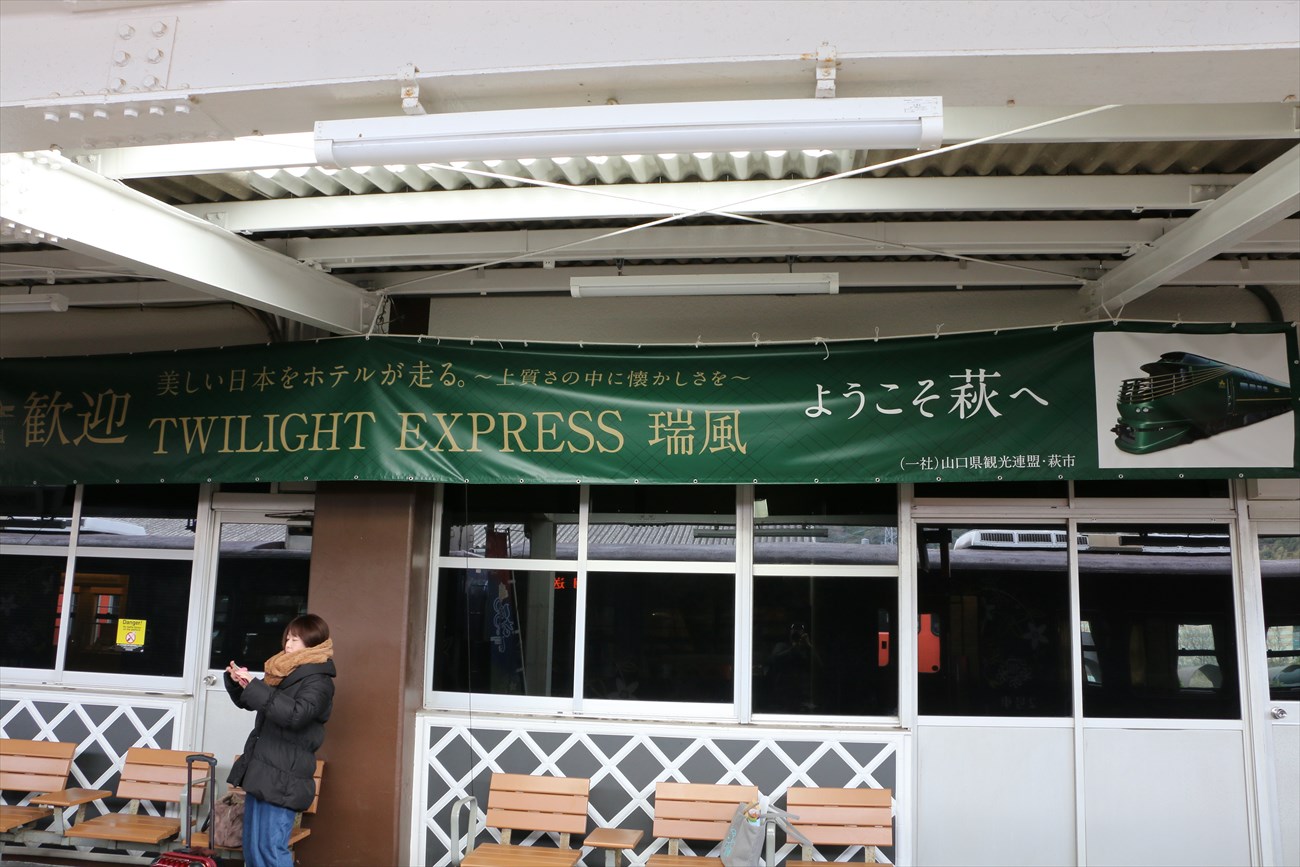 歓迎
美しい日本をホテルが走る。～上質さの中に懐かしさを～
TWILIGHT EXPRESS 瑞風
ようこそ萩へ
(一社)山口県観光連盟・萩市
Danger!